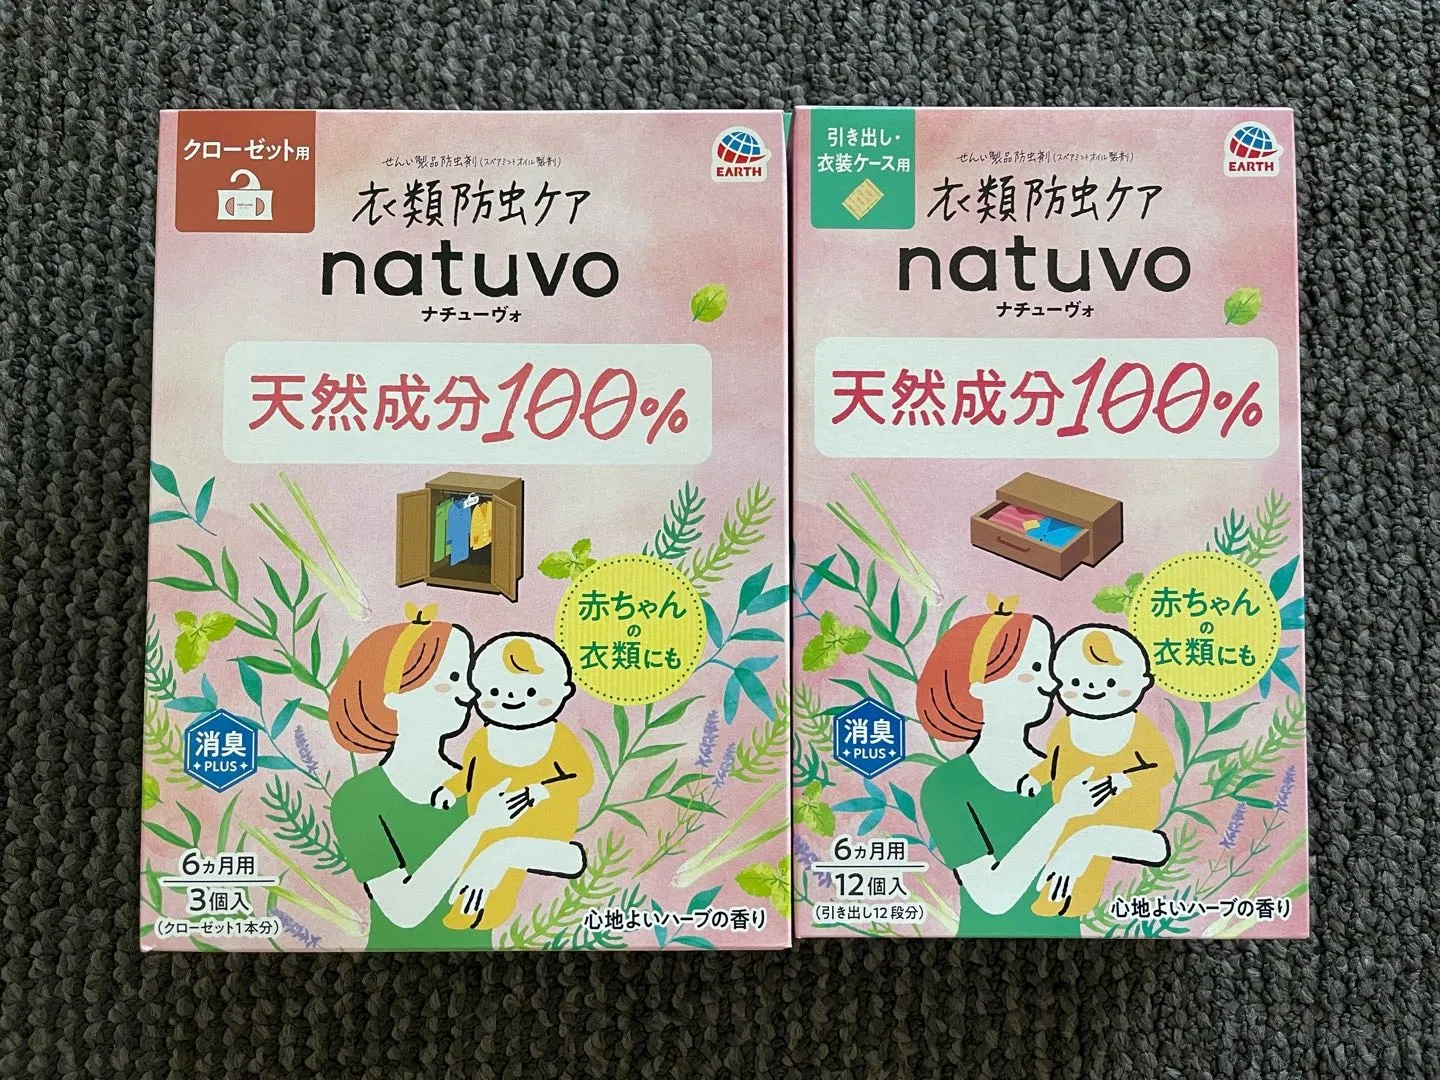 クローゼット用
natuvo
せんい製品防虫剤(スペアミントオイル製剤)
衣類防虫ケア
natuvo
ナチューヴォ
EARTH
天然成分100%
赤ちゃん
の
衣類にも
消臭
PLUS
6ヵ月用
3個入
(クローゼット1本分)
心地よいハーブの香り
引き出し・
衣装ケース用
せんい製品防虫剤(スペアミントオイル製剤)
衣類防虫ケア
natuvo
ナチューヴォ
EARTH
天然成分100%
赤ちゃん
の
衣類にも
消臭
PLUS
6ヵ月用
12個入
(引き出し12段分)
心地よいハーブの香り